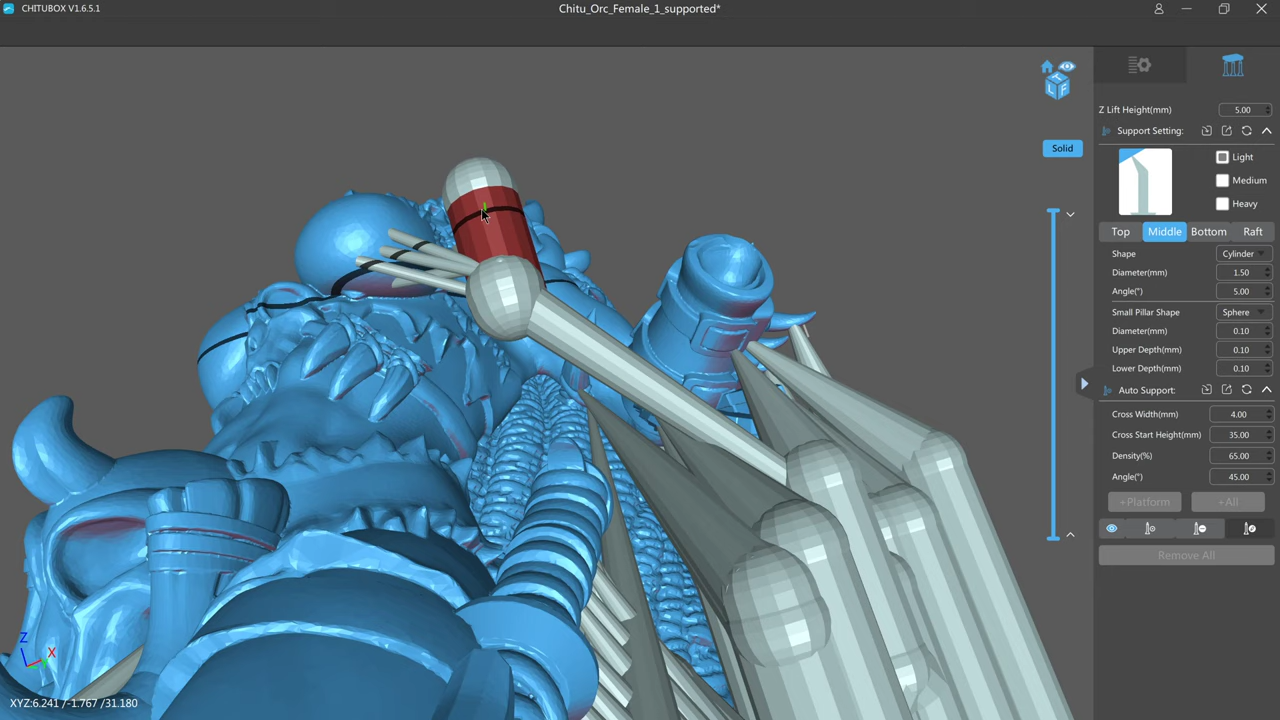 CHITUBOX V1.6.5.1
Chitu_Orc_Female_1_supported*
Z Lift Height(mm) 5.00
Support Setting:
Light
Medium
Heavy
Top Middle Bottom Raft
Shape Cylinder
Diameter(mm) 1.50
Angle(°) 5.00
Small Pillar Shape Sphere
Diameter(mm) 0.10
Upper Depth(mm) 0.10
Lower Depth(mm) 0.10
Auto Support:
Cross Width(mm) 4.00
Cross Start Height(mm) 35.00
Density(%) 65.00
Angle(°) 45.00
+Platform +All
Remove All
Solid
T
L F
Z
X
Y
XYZ:6.241 /-1.767 /31.180